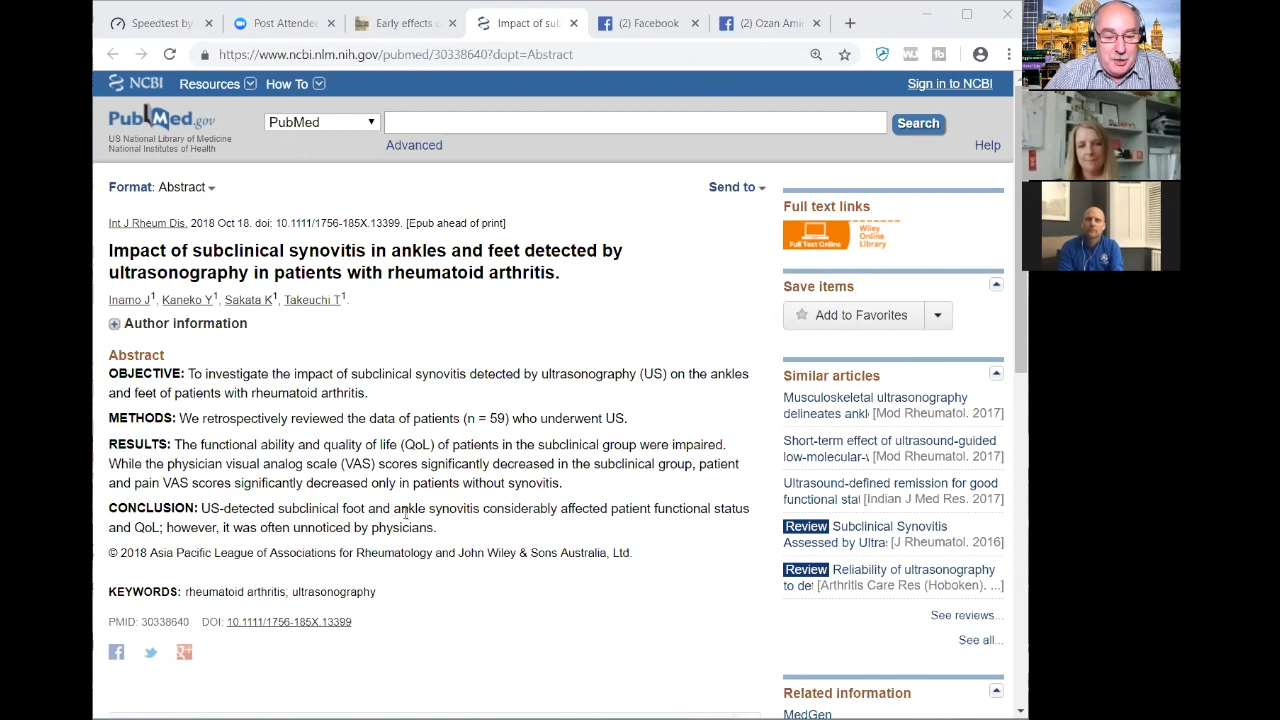 Speedtest by
Post Attendee
Early effects o
Impact of sub
(2) Facebook
(2) Ozan Amir
https://www.ncbi.nlm.
30338640?dopt=Abstract
NCBI Resources How To Sign in to NCBI
PubMed.gov
US National Library of Medicine
National Institutes of Health
PubMed
Search
Advanced
Help
Format: Abstract
Send to
Int J Rheum Dis. 2018 Oct 18. doi: 10.1111/1756-185X.13399. [Epub ahead of print]
Impact of subclinical synovitis in ankles and feet detected by
ultrasonography in patients with rheumatoid arthritis.
Inamo J1, Kaneko Y1, Sakata K1, Takeuchi T1.
Author information
Abstract
OBJECTIVE: To investigate the impact of subclinical synovitis detected by ultrasonography (US) on the ankles
and feet of patients with rheumatoid arthritis.
METHODS: We retrospectively reviewed the data of patients (n = 59) who underwent US.
RESULTS: The functional ability and quality of life (QoL) of patients in the subclinical group were impaired.
While the physician visual analog scale (VAS) scores significantly decreased in the subclinical group, patient
and pain VAS scores significantly decreased only in patients without synovitis.
CONCLUSION: US-detected sublinical foot and ankle synovitis considerably affected patient functional status
and QoL; however, it was often unnoticed by physicians.
© 2018 Asia Pacific League of Associations for Rheumatology and John Wiley & Sons Australia, Ltd.
KEYWORDS: rheumatoid arthritis; ultrasonography
PMID: 30338640 DOI: 10.1111/1756-185X.13399
Full text links
Full Text Online
Wiley
Online
Library
Save items
Add to Favorites
Similar articles
Musculoskeletal ultrasonography
delineates ankl [Mod Rheumatol. 2017]
Short-term effect of ultrasound-guided
low-molecular-w [Mod Rheumatol. 2017]
Ultrasound-defined remission for good
functional stat [Indian J Med Res. 2017]
Review Subclinical Synovitis
Assessed by Ultra [J Rheumatol. 2016]
Review Reliability of ultrasonography
to det [Arthritis Care Res (Hoboken). ...]
See reviews...
See all...
Related information
MedGen